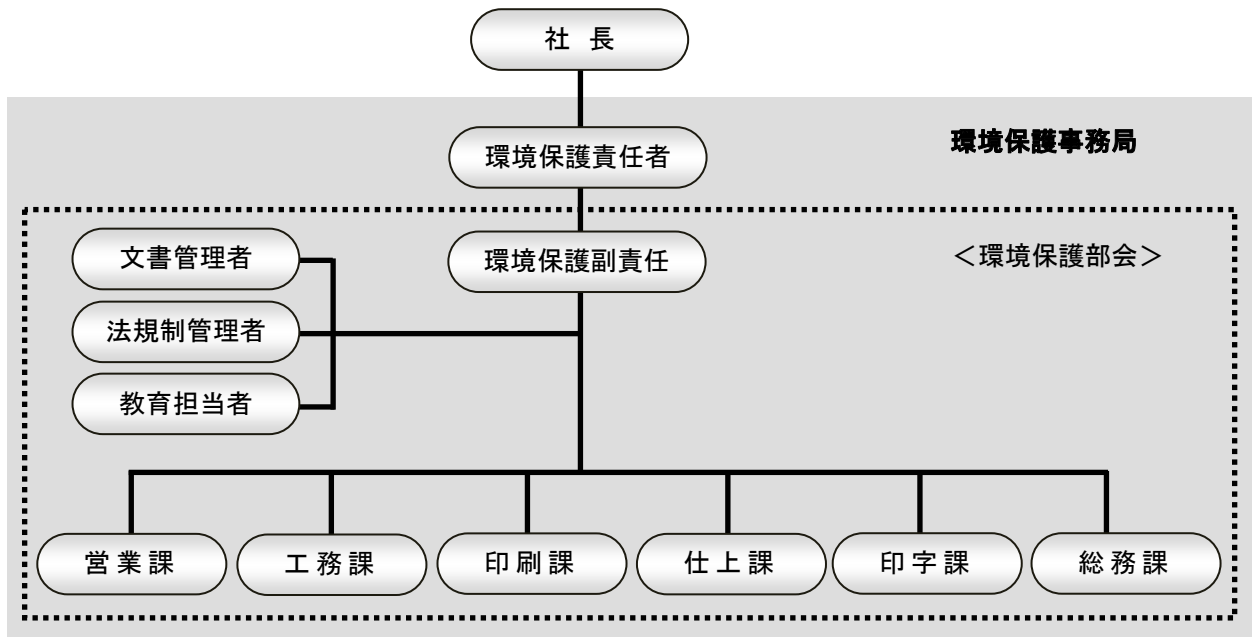 社 長
環境保護事務局
環境保護責任者
環境保護副責任
＜環境保護部会＞
文書管理者
法規制管理者
教育担当者
営業課
工務課
印刷課
仕上課
印字課
総務課